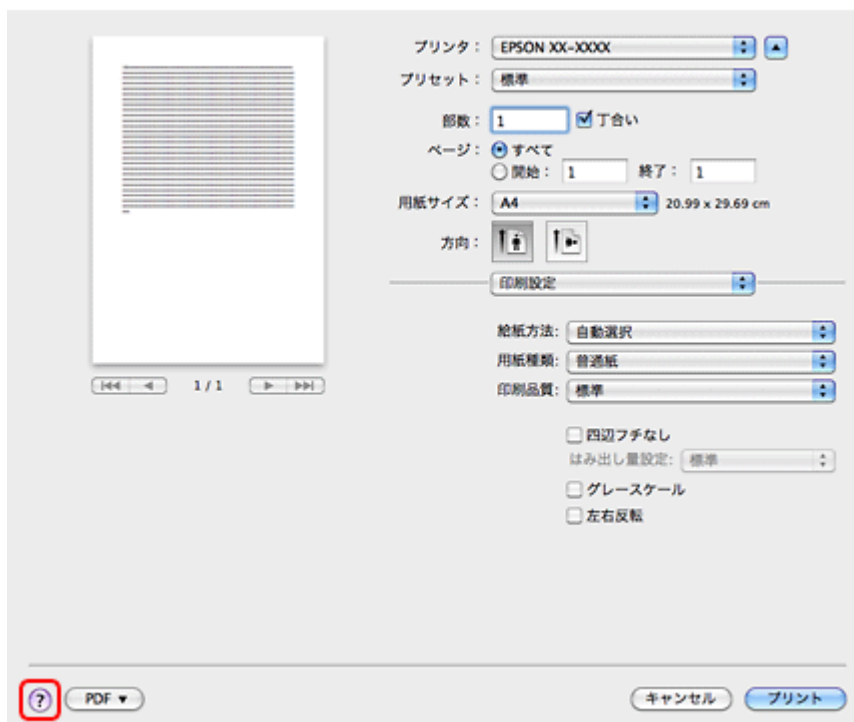 プリンタ： EPSON XX-XXXX
プリセット： 標準
部数： 1 丁合い
ページ： すべて
開始： 1 終了： 1
用紙サイズ： A4 20.99 x 29.69 cm
方向：
印刷設定
給紙方法: 自動選択
用紙種類: 普通紙
印刷品質: 標準
1 / 1
四辺フチなし
はみ出し量設定: 標準
グレースケール
左右反転
? PDF ▼ キャンセル プリント